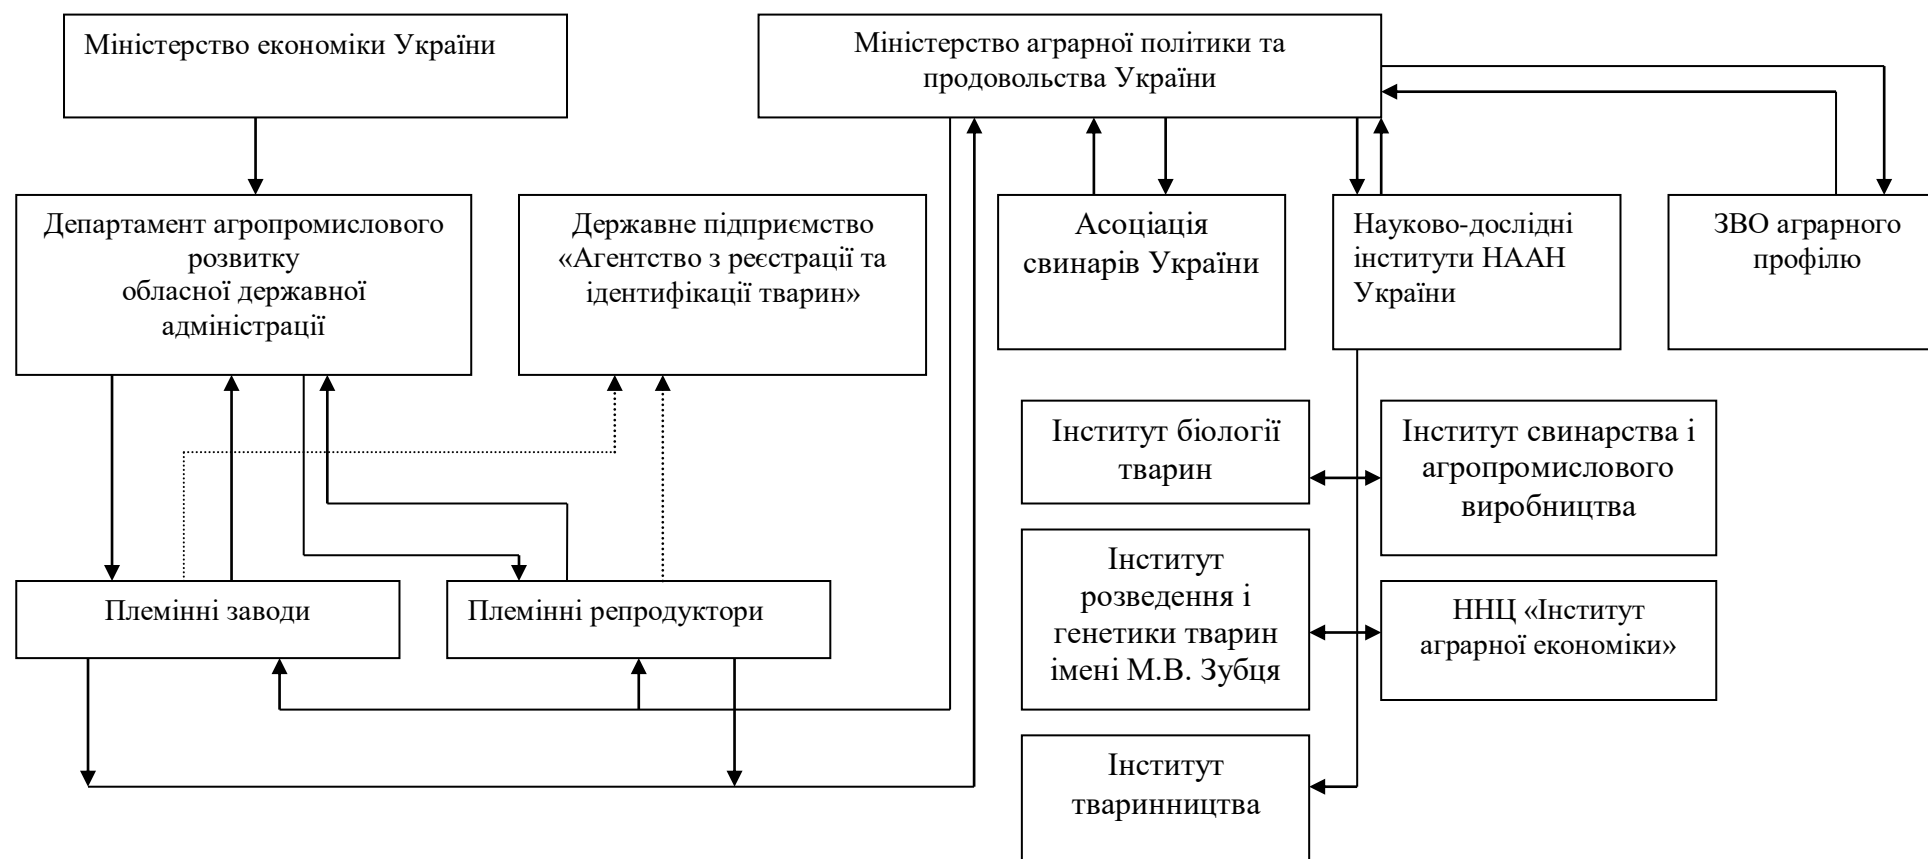 Міністерство економіки України
Міністерство аграрної політики та
продовольства України
Департамент агропромислового
розвитку
обласної державної
адміністрації
Державне підприємство
«Агентство з реєстрації та
ідентифікації тварин»
Асоціація
свинарів України
Науково-дослідні
інститути НААН
України
ЗВО аграрного
профілю
Інститут біології
тварин
Інститут свинарства і
агропромислового
виробництва
Інститут
розведення і
генетики тварин
імені М.В. Зубця
ННЦ «Інститут
аграрної економіки»
Племінні заводи
Племінні репродуктори
Інститут
тваринництва